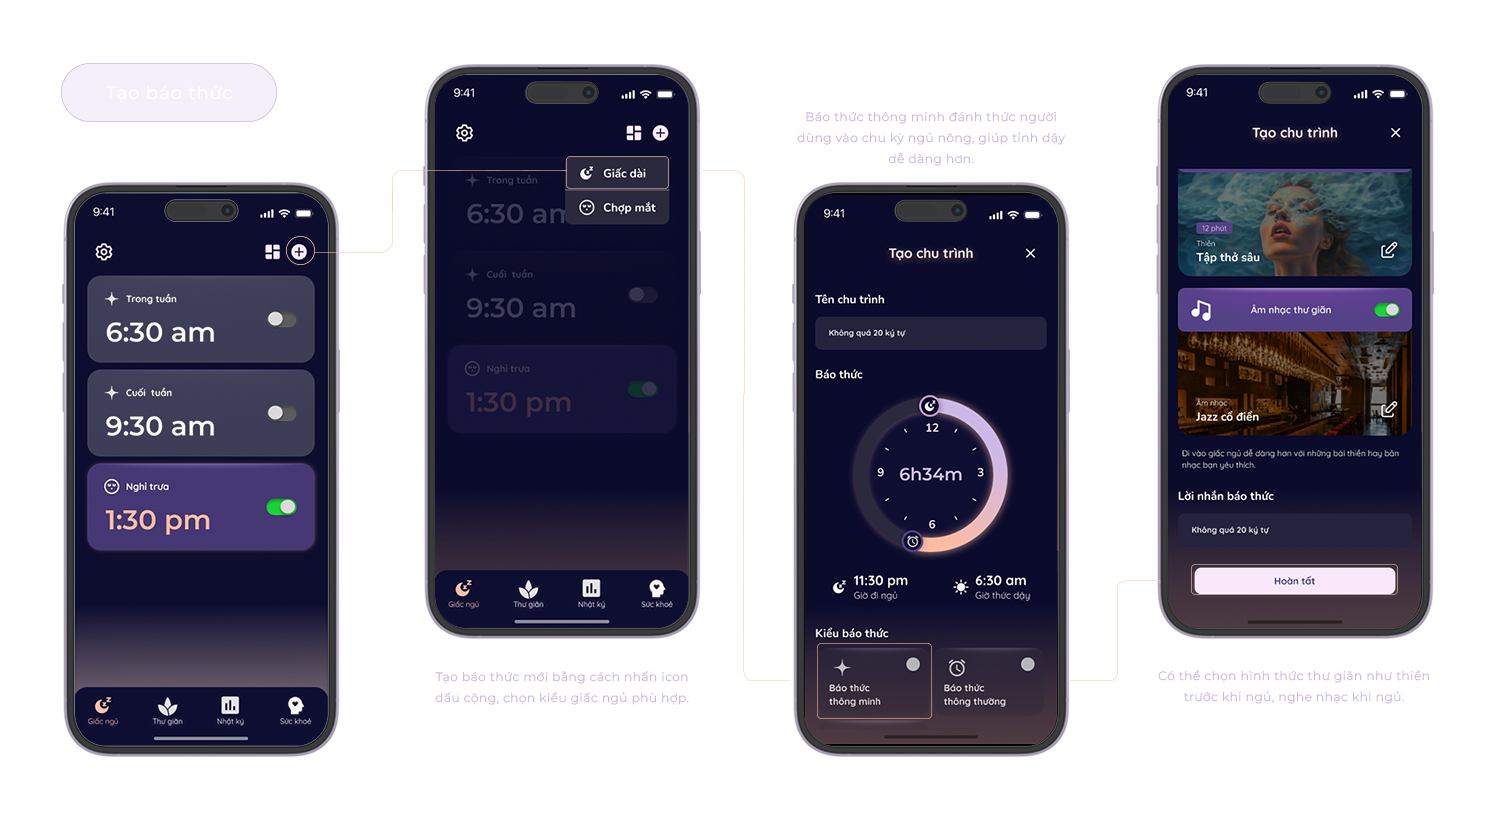 Tạo báo thức
9:41
Trong tuần
6:30 am
Cuối tuần
9:30 am
Nghỉ trưa
1:30 pm
Giấc ngủ
Thư giãn
Nhật ký
Sức khoẻ
9:41
Giấc dài
Chợp mắt
Trong tuần
6:30 am
Cuối tuần
9:30 am
Nghỉ trưa
1:30 pm
Giấc ngủ
Thư giãn
Nhật ký
Sức khoẻ
Tạo báo thức mới bằng cách nhấn icon
dấu cộng, chọn kiểu giấc ngủ phù hợp.
Báo thức thông minh đánh thức người
dùng vào chu kỳ ngủ nông, giúp tỉnh dậy
dễ dàng hơn.
9:41
Tạo chu trình
Tên chu trình
Không quá 20 ký tự
Báo thức
12
9
6h34m
3
6
11:30 pm
Giờ đi ngủ
6:30 am
Giờ thức dậy
Kiểu báo thức
Báo thức
thông minh
Báo thức
thông thường
9:41
Tạo chu trình
12 phút
Thiền
Tập thở sâu
Âm nhạc thư giãn
Âm nhạc
Jazz cổ điển
Đi vào giấc ngủ dễ dàng hơn với những bài thiền hay bản
nhạc bạn yêu thích.
Lời nhắn báo thức
Không quá 20 ký tự
Hoàn tất
Có thể chọn hình thức thư giãn như thiền
trước khi ngủ, nghe nhạc khi ngủ.